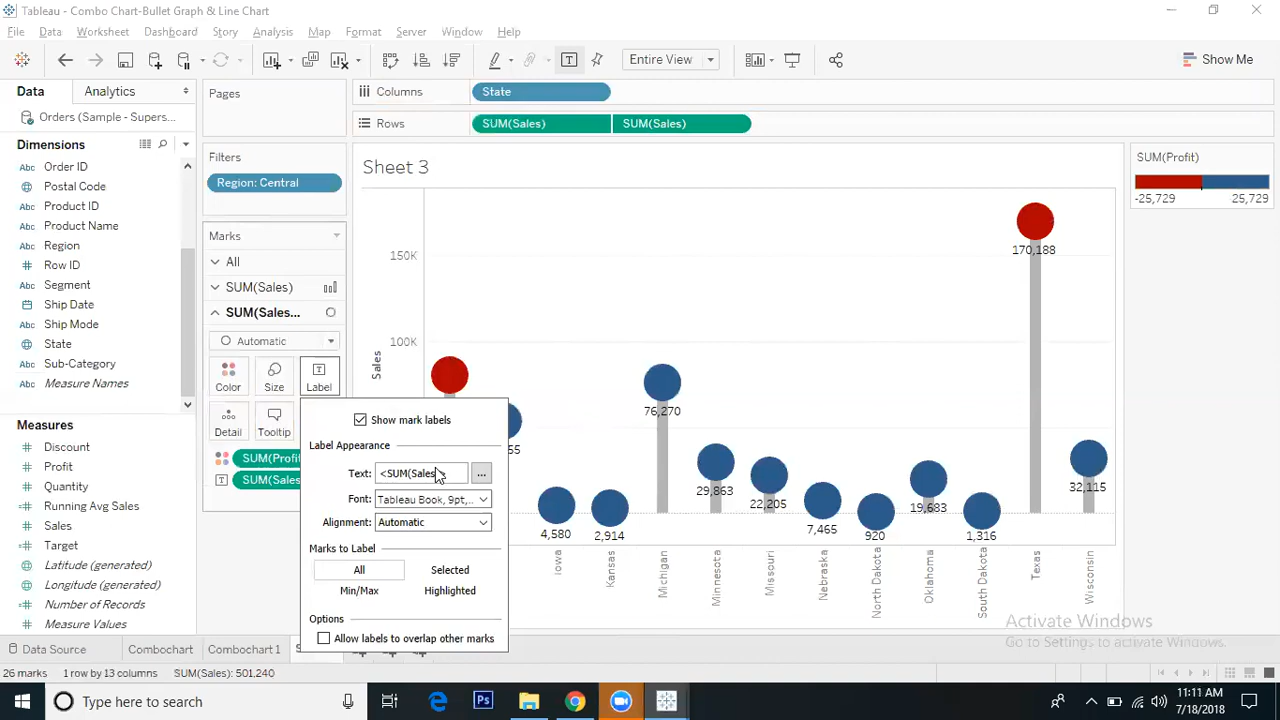 Tableau - Combo Chart-Bullet Graph & Line Chart
File Data Worksheet Dashboard Story Analysis Map Format Server Window Help
Entire View
Show Me
Data Analytics
Orders (Sample - Supers...
Dimensions
Order ID
Postal Code
Product ID
Product Name
Region
Row ID
Segment
Ship Date
Ship Mode
State
Sub-Category
Measure Names
Measures
Discount
Profit
Quantity
Running Avg Sales
Sales
Target
Latitude (generated)
Longitude (generated)
Number of Records
Measure Values
Pages
Filters
Region: Central
Marks
All
SUM(Sales)
SUM(Sales...
Automatic
Color Size Label
Detail Tooltip
SUM(Profi
SUM(Sales
Columns State
Rows SUM(Sales) SUM(Sales)
Sheet 3
150K
100K
Sales
170,188
76,270
55
29,863
22,205
32,115
19,683
4,580
2,914
7,465
920
1,316
Iowa
Kansas
Michigan
Minnesota
Missouri
Nebraska
North Dakota
Oklahoma
South Dakota
Texas
Wisconsin
SUM(Profit)
-25,729 25,729
Show mark labels
Label Appearance
Text: <SUM(Sales)> ...
Font: Tableau Book, 9pt,...
Alignment: Automatic
Marks to Label
All Selected
Min/Max Highlighted
Options
Allow labels to overlap other marks
Activate Windows
Go to Settings to activate Windows.
Data Source Combochart Combochart 1 S
26 marks 1 row by 13 columns SUM(Sales): 501,240
Type here to search
11:11 AM
7/18/2018